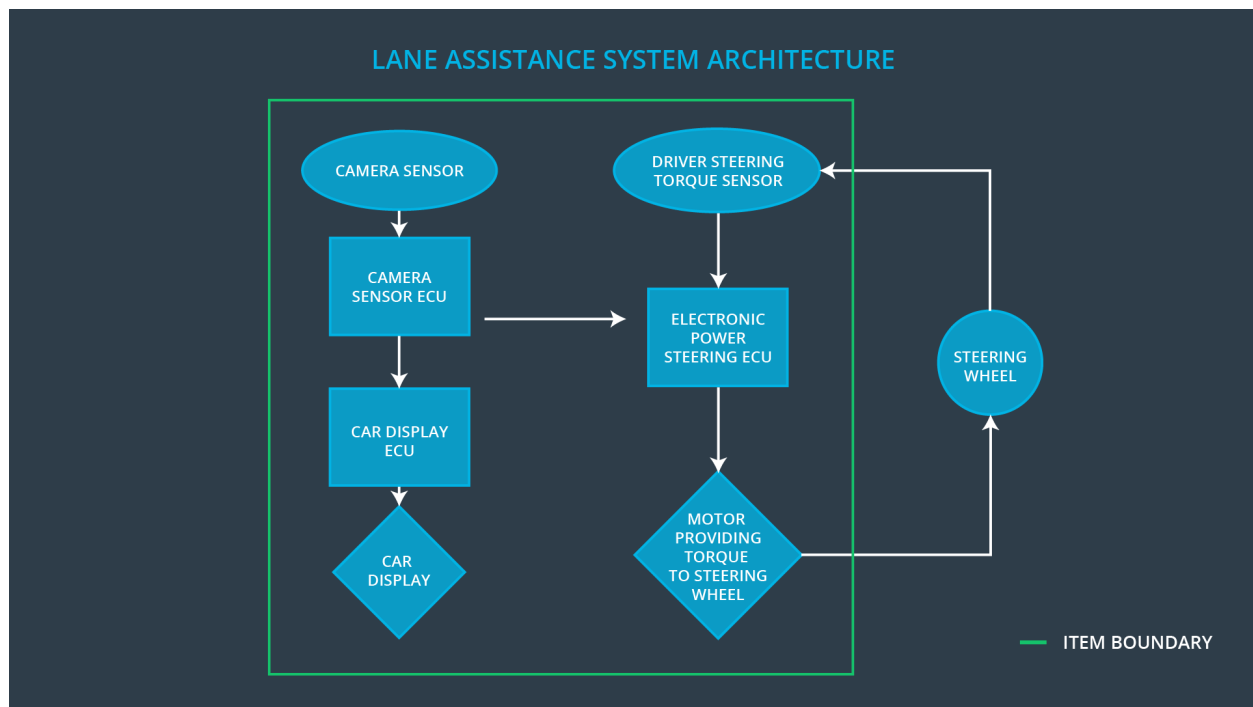 LANE ASSISTANCE SYSTEM ARCHITECTURE
CAMERA SENSOR
CAMERA
SENSOR ECU
CAR DISPLAY
ECU
CAR
DISPLAY
DRIVER STEERING
TORQUE SENSOR
ELECTRONIC
POWER
STEERING ECU
MOTOR
PROVIDING
TORQUE
TO STEERING
WHEEL
STEERING
WHEEL
ITEM BOUNDARY